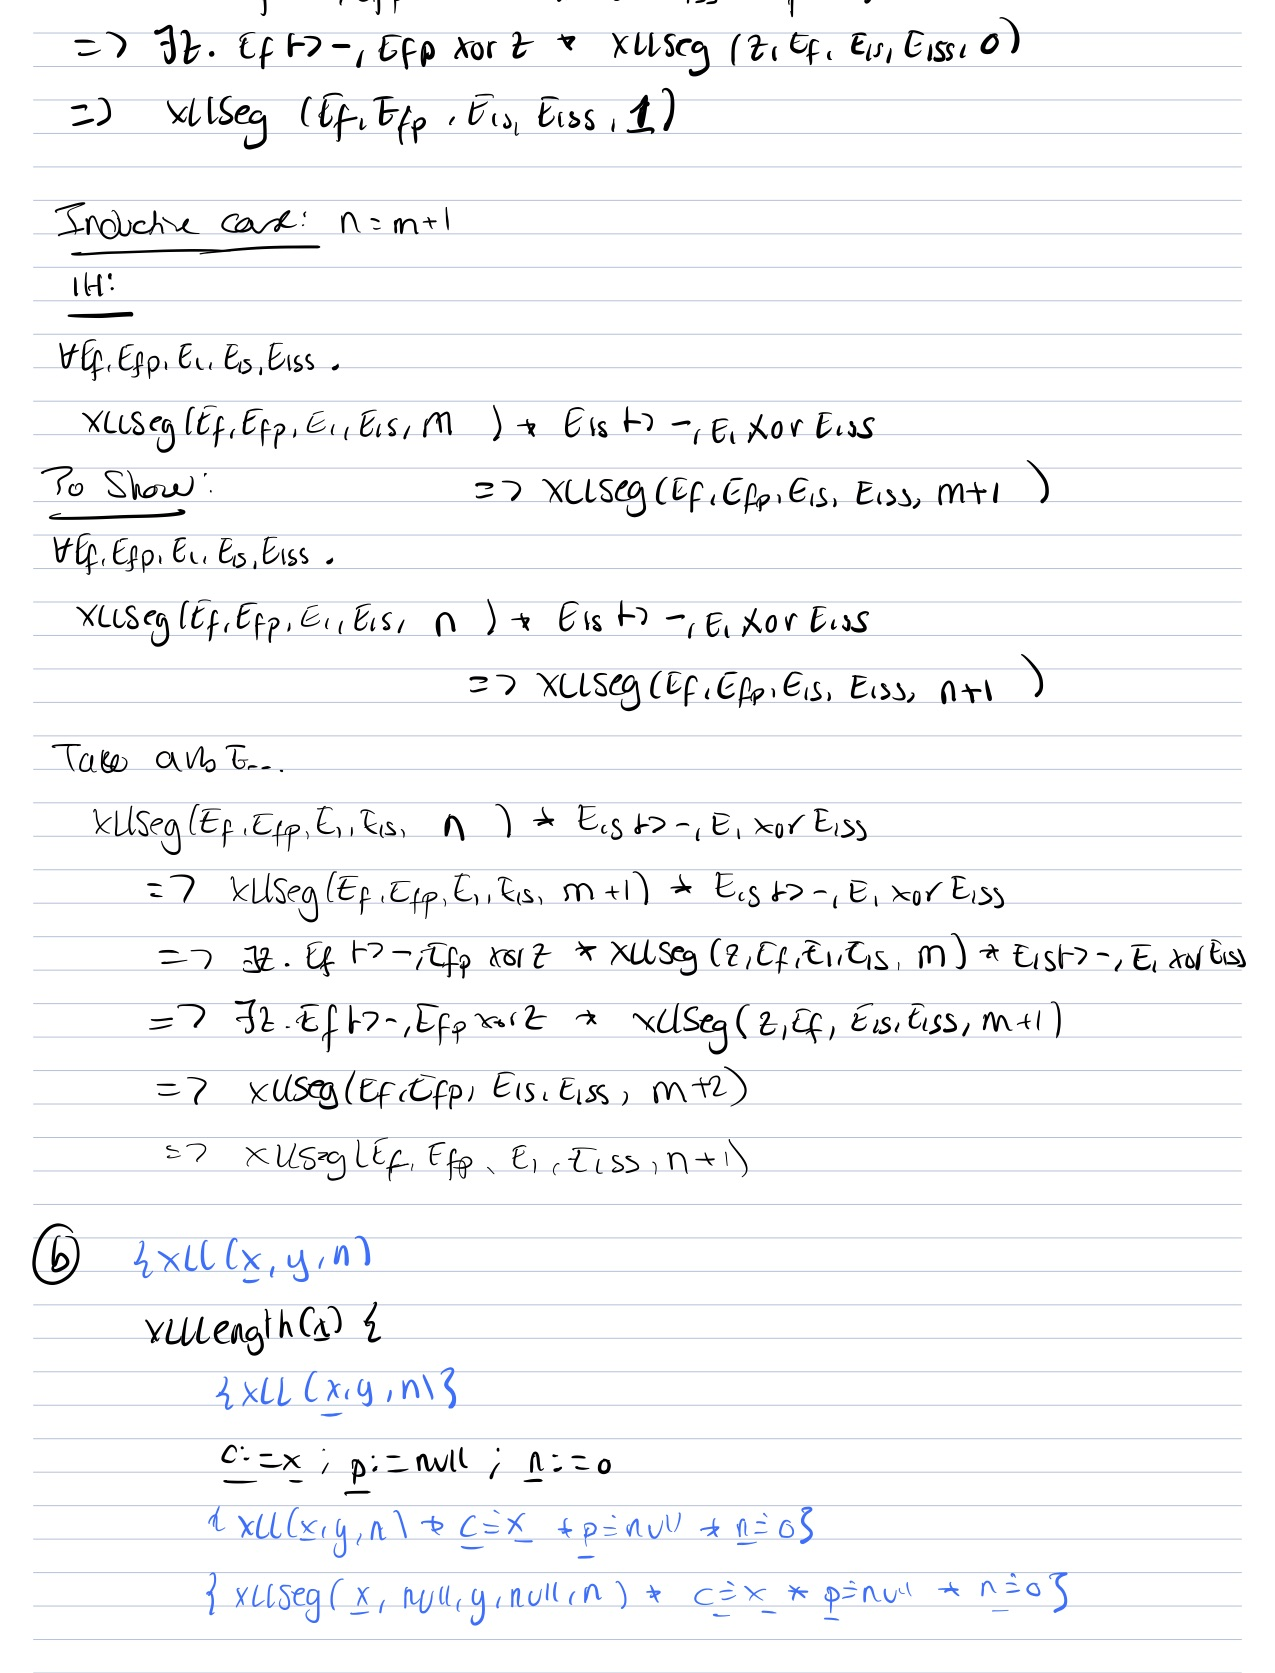 => ∃z. Ef ↦ -, Efp xor z * xllseg (z, Ef, Els, Elss, 0)
=> xllseg (Ef, Efp, Els, Elss, 1)
Inductive case: n = m+1
IH:
∀Ef, Efp, El, Els, Elss .
xllseg (Ef, Efp, El, Els, m ) * Els ↦ -, El xor Elss
To Show: => xllseg (Ef, Efp, Els, Elss, m+1 )
∀Ef, Efp, El, Els, Elss .
xllseg (Ef, Efp, El, Els, n ) * Els ↦ -, El xor Elss
=> xllseg (Ef, Efp, Els, Elss, n+1 )
Take arb E...
xllseg (Ef, Efp, El, Els, n ) * Els ↦ -, El xor Elss
=> xllseg (Ef, Efp, El, Els, m+1) * Els ↦ -, El xor Elss
=> ∃z. Ef ↦ -, Efp xor z * xllseg (z, Ef, El, Els, m) * Els ↦ -, El xor Elss
=> ∃z. Ef ↦ -, Efp xor z * xllseg (z, Ef, Els, Elss, m+1)
=> xllseg (Ef, Efp, Els, Elss, m+2)
=> xllseg (Ef, Efp, El, Elss, n+1)
(b) {xll (x, y, n)
xllLength(x) {
{xll (x, y, n)}
c := x ; p := null ; n := 0
{xll(x, y, n) * c ≐ x * p ≐ null * n ≐ 0}
{xllseg (x, null, y, null, n) * c ≐ x * p ≐ null * n ≐ 0}